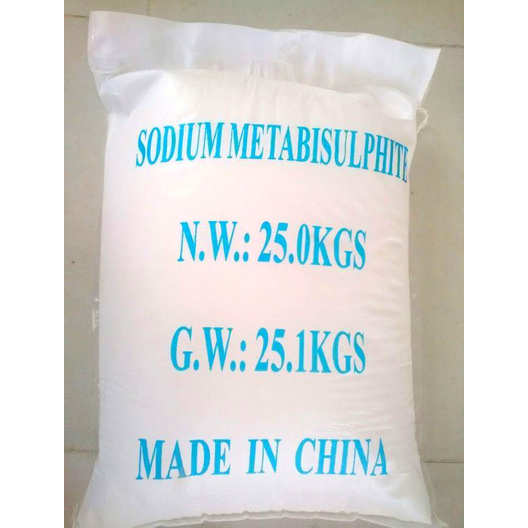 SODIUM METABISULPHITE
N.W.: 25.0KGS
G.W.: 25.1KGS
MADE IN CHINA